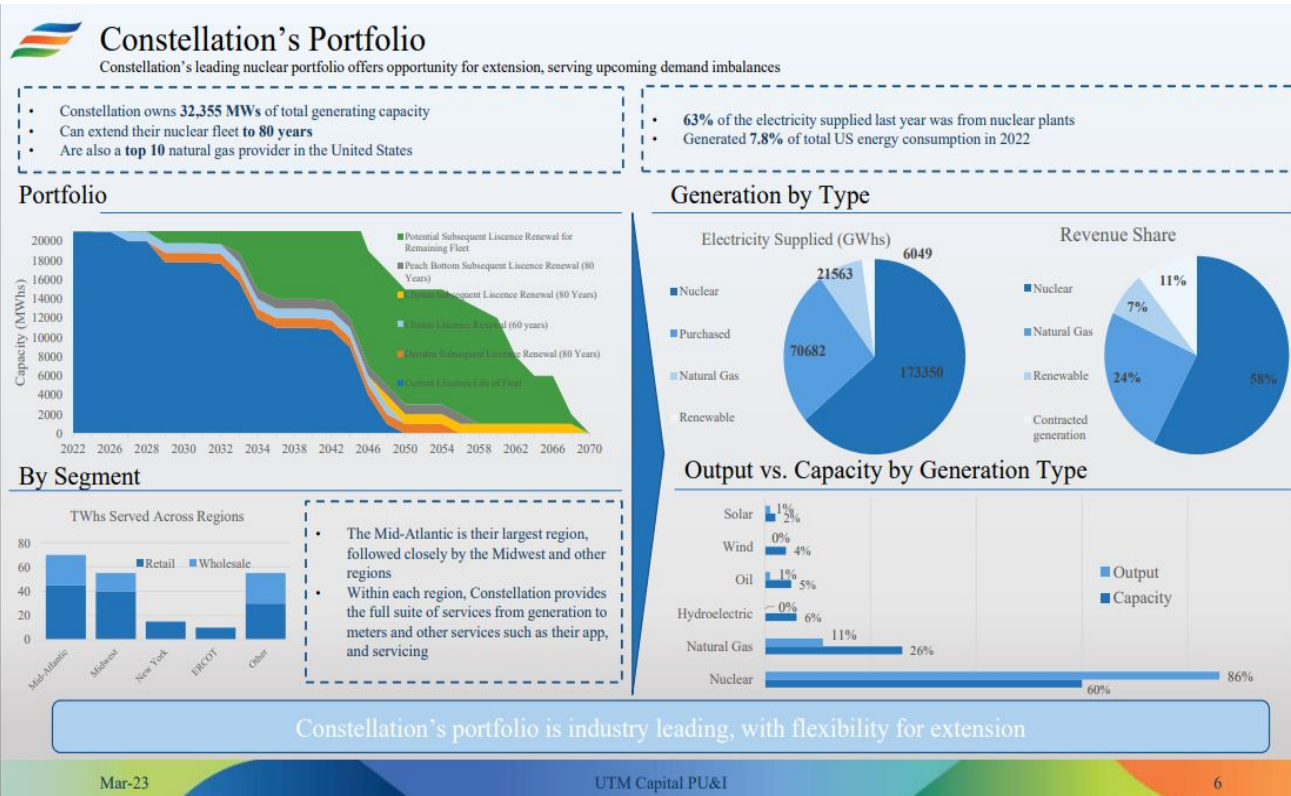 Constellation's Portfolio
Constellation's leading nuclear portfolio offers opportunity for extension, serving upcoming demand imbalances
• Constellation owns 32,355 MWs of total generating capacity
• Can extend their nuclear fleet to 80 years
• Are also a top 10 natural gas provider in the United States
• 63% of the electricity supplied last year was from nuclear plants
• Generated 7.8% of total US energy consumption in 2022
Portfolio
Capacity (MWhs)
20000
18000
16000
14000
12000
10000
8000
6000
4000
2000
0
2022 2026 2028 2030 2032 2034 2038 2042 2046 2050 2054 2058 2062 2066 2070
Potential Subsequent Liscence Renewal for
Remaining Fleet
Peach Bottom Subsequent Liscence Renewal (80
Years)
Clinton Subsequent Liscence Renewal (80 Years)
Clinton Liscence Renewal (60 years)
Dresden Subsequent Liscence Renewal (80 Years)
Current Liscence Life of Fleet
Generation by Type
Electricity Supplied (GWhs)
Nuclear
Purchased
Natural Gas
Renewable
6049
21563
70682
173350
Revenue Share
Nuclear
Natural Gas
Renewable
Contracted
generation
11%
7%
24%
58%
By Segment
TWhs Served Across Regions
80
60
40
20
0
Retail Wholesale
Mid-Atlantic
Midwest
New York
ERCOT
Other
• The Mid-Atlantic is their largest region,
followed closely by the Midwest and other
regions
• Within each region, Constellation provides
the full suite of services from generation to
meters and other services such as their app,
and servicing
Output vs. Capacity by Generation Type
Solar 1% 2%
Wind 0% 4%
Oil 1% 5%
Hydroelectric 0% 6%
Natural Gas 11% 26%
Nuclear 86% 60%
Output
Capacity
Constellation's portfolio is industry leading, with flexibility for extension
Mar-23
UTM Capital PU&I
6